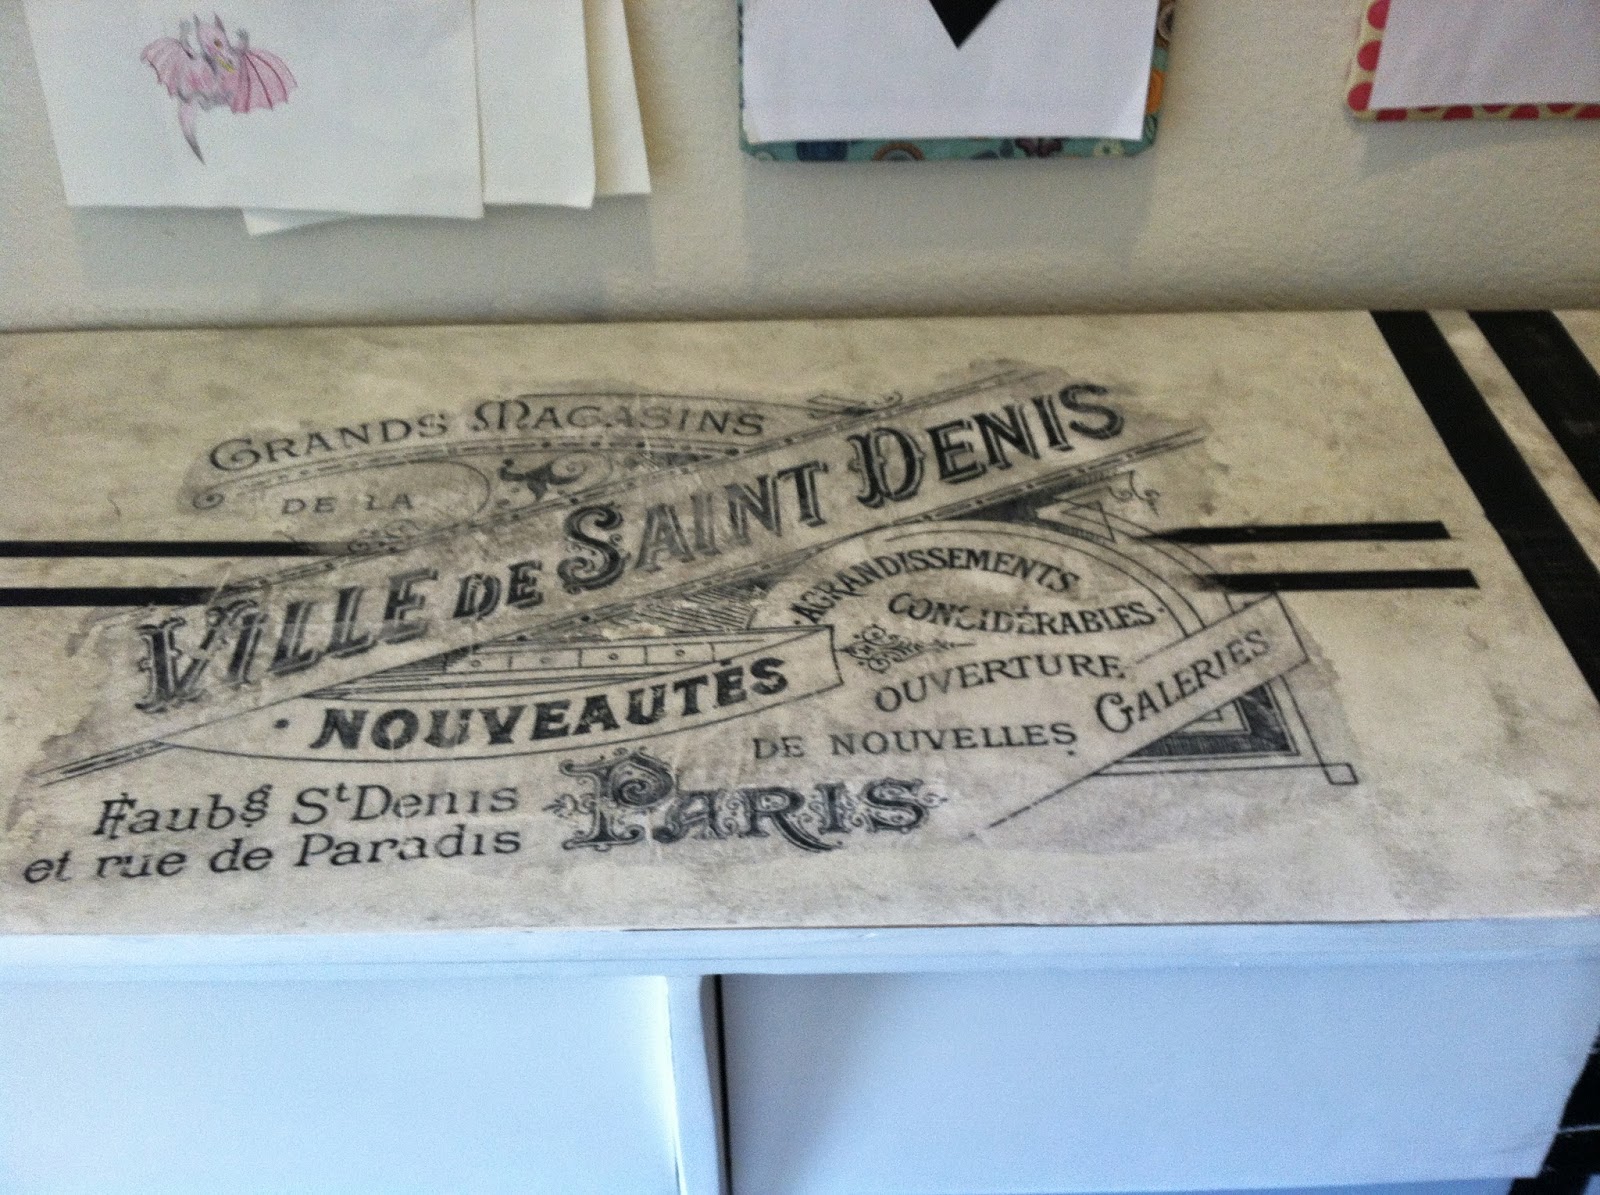 GRANDS MAGASINS
DE LA
VILLE DE SAINT DENIS
NOUVEAUTÉS
AGRANDISSEMENTS
CONSIDÉRABLES
OUVERTURE
DE NOUVELLES GALERIES
Faubg St Denis
et rue de Paradis
PARIS